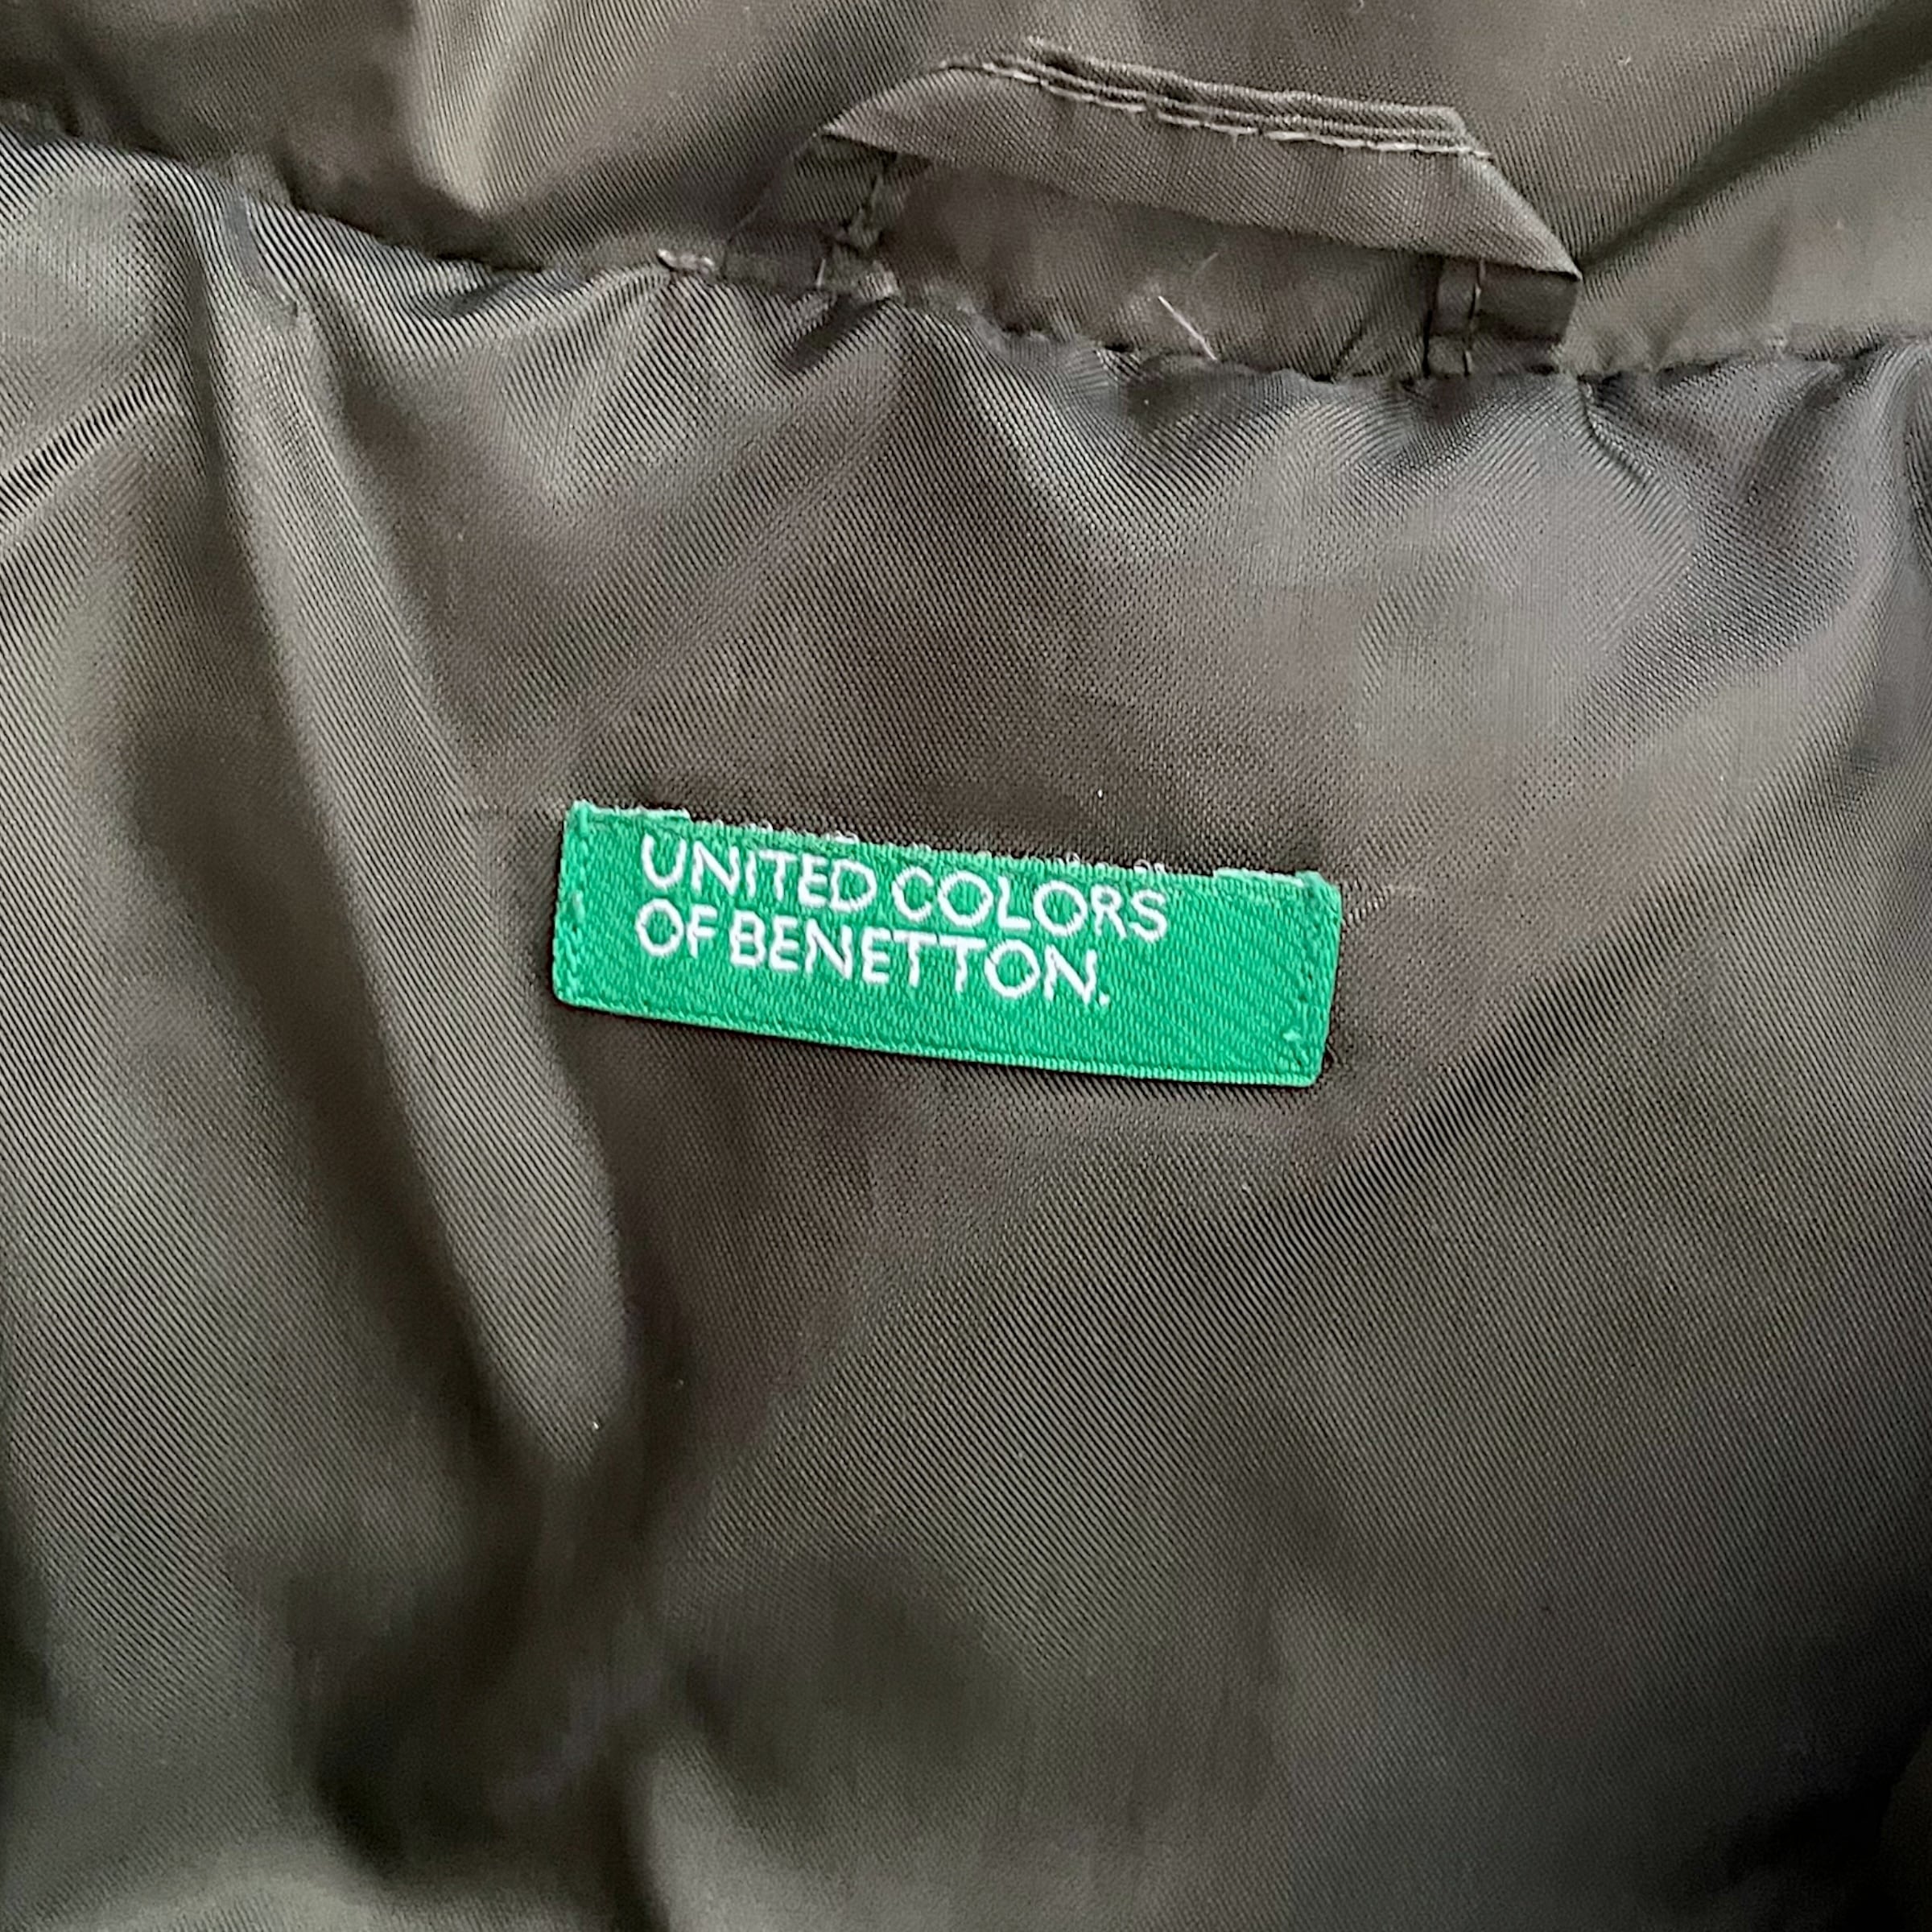 UNITED COLORS
OF BENETTON.